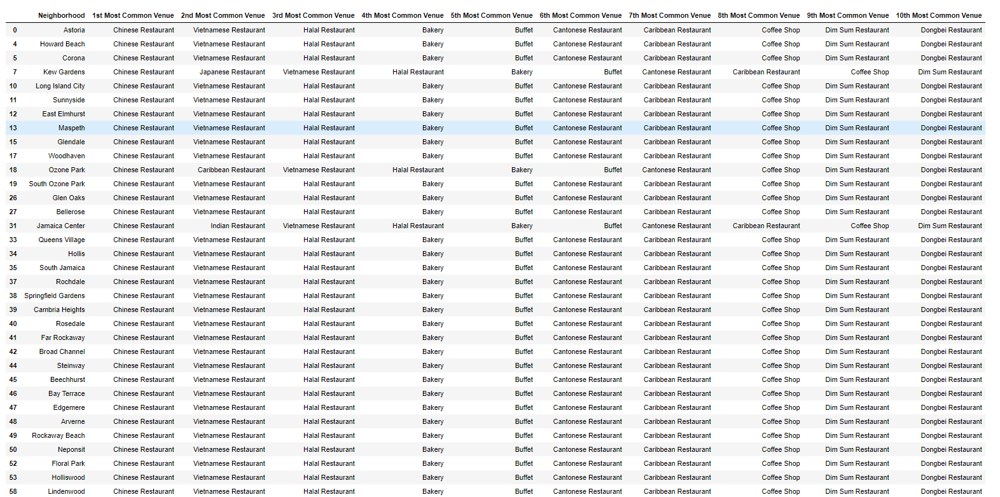 Neighborhood 1st Most Common Venue 2nd Most Common Venue 3rd Most Common Venue 4th Most Common Venue 5th Most Common Venue 6th Most Common Venue 7th Most Common Venue 8th Most Common Venue 9th Most Common Venue 10th Most Common Venue
0 Astoria Chinese Restaurant Vietnamese Restaurant Halal Restaurant Bakery Buffet Cantonese Restaurant Caribbean Restaurant Coffee Shop Dim Sum Restaurant Dongbei Restaurant
4 Howard Beach Chinese Restaurant Vietnamese Restaurant Halal Restaurant Bakery Buffet Cantonese Restaurant Caribbean Restaurant Coffee Shop Dim Sum Restaurant Dongbei Restaurant
5 Corona Chinese Restaurant Vietnamese Restaurant Halal Restaurant Bakery Buffet Cantonese Restaurant Caribbean Restaurant Coffee Shop Dim Sum Restaurant Dongbei Restaurant
7 Kew Gardens Chinese Restaurant Japanese Restaurant Vietnamese Restaurant Halal Restaurant Bakery Buffet Cantonese Restaurant Caribbean Restaurant Coffee Shop Dim Sum Restaurant
10 Long Island City Chinese Restaurant Vietnamese Restaurant Halal Restaurant Bakery Buffet Cantonese Restaurant Caribbean Restaurant Coffee Shop Dim Sum Restaurant Dongbei Restaurant
11 Sunnyside Chinese Restaurant Vietnamese Restaurant Halal Restaurant Bakery Buffet Cantonese Restaurant Caribbean Restaurant Coffee Shop Dim Sum Restaurant Dongbei Restaurant
12 East Elmhurst Chinese Restaurant Vietnamese Restaurant Halal Restaurant Bakery Buffet Cantonese Restaurant Caribbean Restaurant Coffee Shop Dim Sum Restaurant Dongbei Restaurant
13 Maspeth Chinese Restaurant Vietnamese Restaurant Halal Restaurant Bakery Buffet Cantonese Restaurant Caribbean Restaurant Coffee Shop Dim Sum Restaurant Dongbei Restaurant
15 Glendale Chinese Restaurant Vietnamese Restaurant Halal Restaurant Bakery Buffet Cantonese Restaurant Caribbean Restaurant Coffee Shop Dim Sum Restaurant Dongbei Restaurant
17 Woodhaven Chinese Restaurant Vietnamese Restaurant Halal Restaurant Bakery Buffet Cantonese Restaurant Caribbean Restaurant Coffee Shop Dim Sum Restaurant Dongbei Restaurant
18 Ozone Park Chinese Restaurant Caribbean Restaurant Vietnamese Restaurant Halal Restaurant Bakery Buffet Cantonese Restaurant Coffee Shop Dim Sum Restaurant Dongbei Restaurant
19 South Ozone Park Chinese Restaurant Vietnamese Restaurant Halal Restaurant Bakery Buffet Cantonese Restaurant Caribbean Restaurant Coffee Shop Dim Sum Restaurant Dongbei Restaurant
26 Glen Oaks Chinese Restaurant Vietnamese Restaurant Halal Restaurant Bakery Buffet Cantonese Restaurant Caribbean Restaurant Coffee Shop Dim Sum Restaurant Dongbei Restaurant
27 Bellerose Chinese Restaurant Vietnamese Restaurant Halal Restaurant Bakery Buffet Cantonese Restaurant Caribbean Restaurant Coffee Shop Dim Sum Restaurant Dongbei Restaurant
31 Jamaica Center Chinese Restaurant Indian Restaurant Vietnamese Restaurant Halal Restaurant Bakery Buffet Cantonese Restaurant Caribbean Restaurant Coffee Shop Dim Sum Restaurant
33 Queens Village Chinese Restaurant Vietnamese Restaurant Halal Restaurant Bakery Buffet Cantonese Restaurant Caribbean Restaurant Coffee Shop Dim Sum Restaurant Dongbei Restaurant
34 Hollis Chinese Restaurant Vietnamese Restaurant Halal Restaurant Bakery Buffet Cantonese Restaurant Caribbean Restaurant Coffee Shop Dim Sum Restaurant Dongbei Restaurant
35 South Jamaica Chinese Restaurant Vietnamese Restaurant Halal Restaurant Bakery Buffet Cantonese Restaurant Caribbean Restaurant Coffee Shop Dim Sum Restaurant Dongbei Restaurant
37 Rochdale Chinese Restaurant Vietnamese Restaurant Halal Restaurant Bakery Buffet Cantonese Restaurant Caribbean Restaurant Coffee Shop Dim Sum Restaurant Dongbei Restaurant
38 Springfield Gardens Chinese Restaurant Vietnamese Restaurant Halal Restaurant Bakery Buffet Cantonese Restaurant Caribbean Restaurant Coffee Shop Dim Sum Restaurant Dongbei Restaurant
39 Cambria Heights Chinese Restaurant Vietnamese Restaurant Halal Restaurant Bakery Buffet Cantonese Restaurant Caribbean Restaurant Coffee Shop Dim Sum Restaurant Dongbei Restaurant
40 Rosedale Chinese Restaurant Vietnamese Restaurant Halal Restaurant Bakery Buffet Cantonese Restaurant Caribbean Restaurant Coffee Shop Dim Sum Restaurant Dongbei Restaurant
41 Far Rockaway Chinese Restaurant Vietnamese Restaurant Halal Restaurant Bakery Buffet Cantonese Restaurant Caribbean Restaurant Coffee Shop Dim Sum Restaurant Dongbei Restaurant
42 Broad Channel Chinese Restaurant Vietnamese Restaurant Halal Restaurant Bakery Buffet Cantonese Restaurant Caribbean Restaurant Coffee Shop Dim Sum Restaurant Dongbei Restaurant
44 Steinway Chinese Restaurant Vietnamese Restaurant Halal Restaurant Bakery Buffet Cantonese Restaurant Caribbean Restaurant Coffee Shop Dim Sum Restaurant Dongbei Restaurant
45 Beechhurst Chinese Restaurant Vietnamese Restaurant Halal Restaurant Bakery Buffet Cantonese Restaurant Caribbean Restaurant Coffee Shop Dim Sum Restaurant Dongbei Restaurant
46 Bay Terrace Chinese Restaurant Vietnamese Restaurant Halal Restaurant Bakery Buffet Cantonese Restaurant Caribbean Restaurant Coffee Shop Dim Sum Restaurant Dongbei Restaurant
47 Edgemere Chinese Restaurant Vietnamese Restaurant Halal Restaurant Bakery Buffet Cantonese Restaurant Caribbean Restaurant Coffee Shop Dim Sum Restaurant Dongbei Restaurant
48 Arverne Chinese Restaurant Vietnamese Restaurant Halal Restaurant Bakery Buffet Cantonese Restaurant Caribbean Restaurant Coffee Shop Dim Sum Restaurant Dongbei Restaurant
49 Rockaway Beach Chinese Restaurant Vietnamese Restaurant Halal Restaurant Bakery Buffet Cantonese Restaurant Caribbean Restaurant Coffee Shop Dim Sum Restaurant Dongbei Restaurant
50 Neponsit Chinese Restaurant Vietnamese Restaurant Halal Restaurant Bakery Buffet Cantonese Restaurant Caribbean Restaurant Coffee Shop Dim Sum Restaurant Dongbei Restaurant
52 Floral Park Chinese Restaurant Vietnamese Restaurant Halal Restaurant Bakery Buffet Cantonese Restaurant Caribbean Restaurant Coffee Shop Dim Sum Restaurant Dongbei Restaurant
53 Holliswood Chinese Restaurant Vietnamese Restaurant Halal Restaurant Bakery Buffet Cantonese Restaurant Caribbean Restaurant Coffee Shop Dim Sum Restaurant Dongbei Restaurant
58 Lindenwood Chinese Restaurant Vietnamese Restaurant Halal Restaurant Bakery Buffet Cantonese Restaurant Caribbean Restaurant Coffee Shop Dim Sum Restaurant Dongbei Restaurant